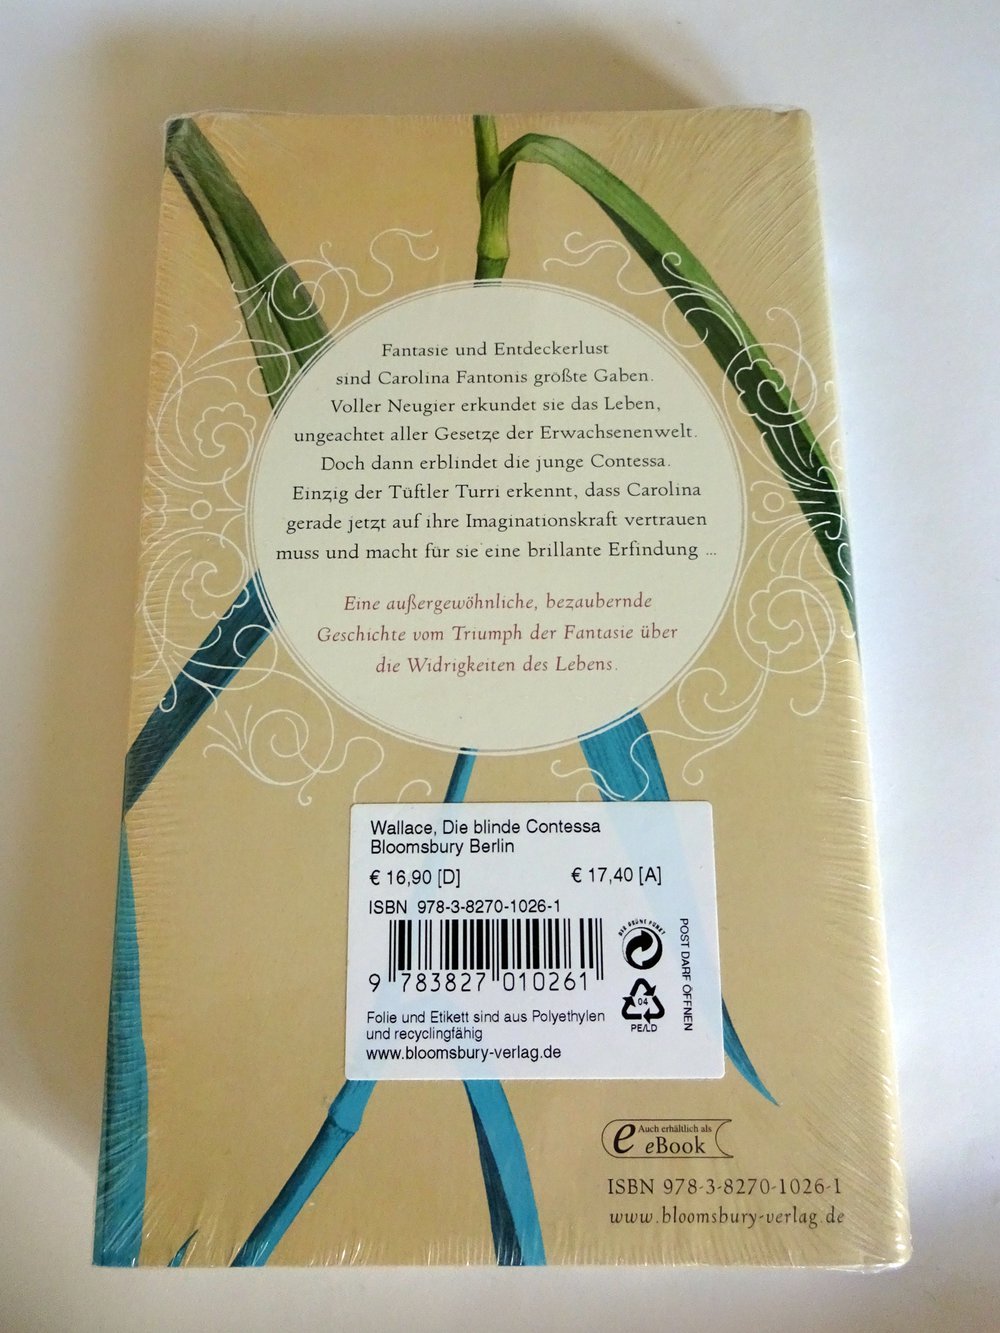 Fantasie und Entdeckerlust
sind Carolina Fantonis größte Gaben.
Voller Neugier erkundet sie das Leben,
ungeachtet aller Gesetze der Erwachsenenwelt.
Doch dann erblindet die junge Contessa.
Einzig der Tüftler Turri erkennt, dass Carolina
gerade jetzt auf ihre Imaginationskraft vertrauen
muss und macht für sie eine brillante Erfindung ...
Eine außergewöhnliche, bezaubernde
Geschichte vom Triumph der Fantasie über
die Widrigkeiten des Lebens.
Wallace, Die blinde Contessa
Bloomsbury Berlin
€ 16,90 [D] € 17,40 [A]
ISBN 978-3-8270-1026-1
9 783827 010261
DER GRÜNE PUNKT
04
PE/LD
POST DARF ÖFFNEN
Folie und Etikett sind aus Polyethylen
und recyclingfähig
www.bloomsbury-verlag.de
e Auch erhältlich als
eBook
ISBN 978-3-8270-1026-1
www.bloomsbury-verlag.de